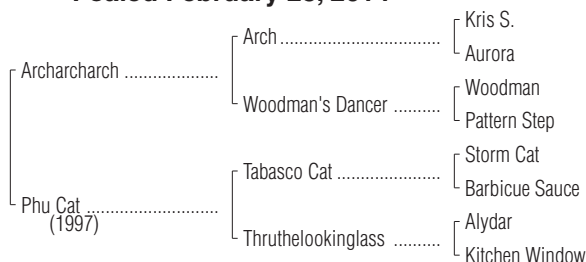 Foaled February
Kris S.
Arch
Aurora
Archarcharch
Woodman
Woodman's Dancer
Pattern Step
Storm Cat
Tabasco Cat
Barbicue Sauce
Phu Cat
(1997)
Alydar
Thruthelookinglass
Kitchen Window